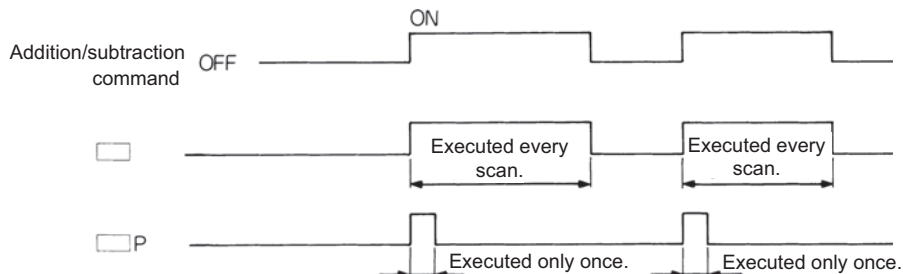 ON
Addition/subtraction
command
OFF
Executed every
scan.
Executed every
scan.
P
Executed only once.
Executed only once.